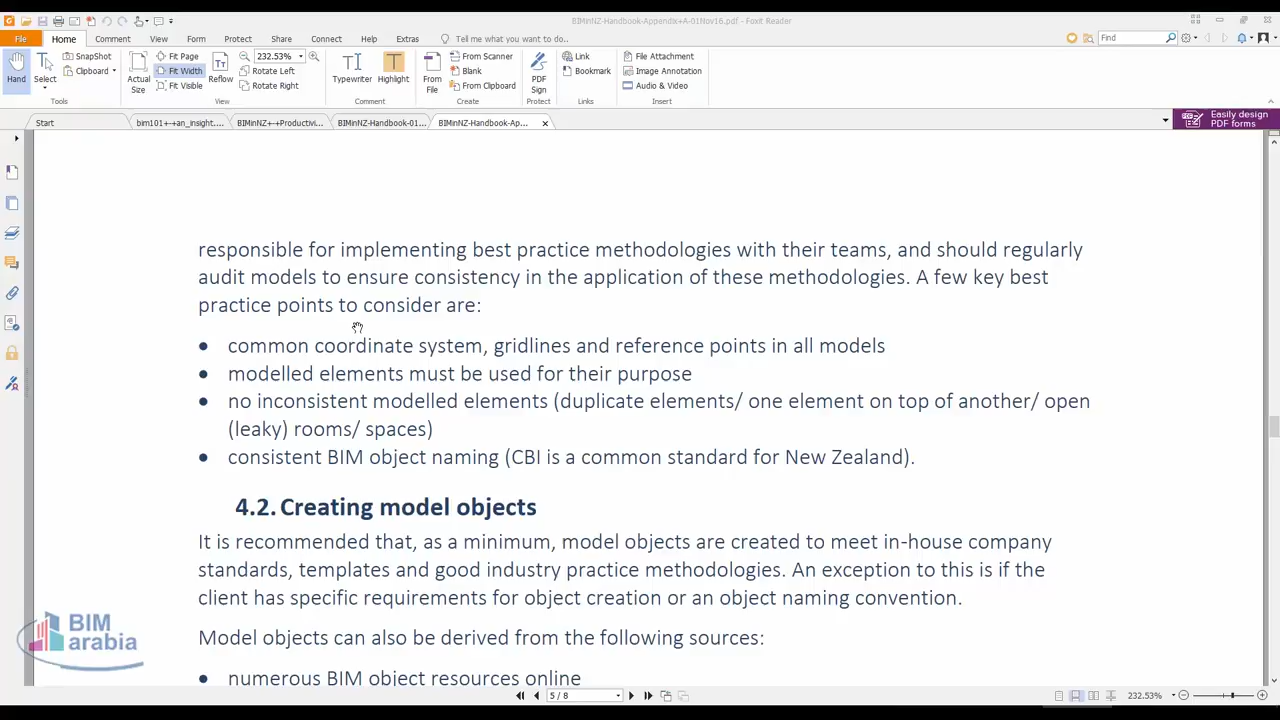 BIMinNZ-Handbook-Appendix+A-01Nov16.pdf - Foxit Reader
File Home Comment View Form Protect Share Connect Help Extras Tell me what you want to do.. Find
Hand Select SnapShot Clipboard Actual Size Fit Page Fit Width Fit Visible Reflow 232.53% Rotate Left Rotate Right Typewriter Highlight From File From Scanner Blank From Clipboard PDF Sign Link Bookmark File Attachment Image Annotation Audio & Video
Tools View Comment Create Protect Links Insert
Start bim101+-+an_insight.... BIMinNZ+-+Productivi... BIMinNZ-Handbook-01... BIMinNZ-Handbook-Ap... Easily design PDF forms
responsible for implementing best practice methodologies with their teams, and should regularly
audit models to ensure consistency in the application of these methodologies. A few key best
practice points to consider are:
● common coordinate system, gridlines and reference points in all models
● modelled elements must be used for their purpose
● no inconsistent modelled elements (duplicate elements/ one element on top of another/ open
(leaky) rooms/ spaces)
● consistent BIM object naming (CBI is a common standard for New Zealand).
4.2. Creating model objects
It is recommended that, as a minimum, model objects are created to meet in-house company
standards, templates and good industry practice methodologies. An exception to this is if the
client has specific requirements for object creation or an object naming convention.
Model objects can also be derived from the following sources:
● numerous BIM object resources online
BIM
arabia
5 / 8 232.53%